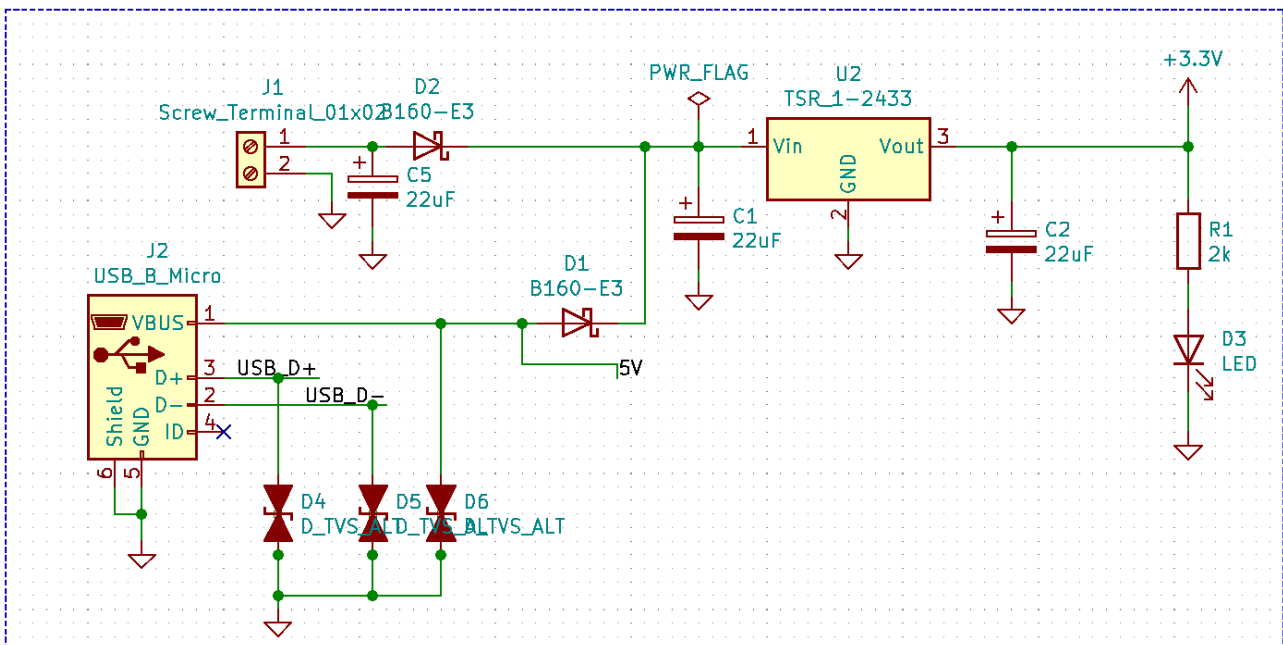 J1
Screw_Terminal_01x02
1
2
D2
B160-E3
+
C5
22uF
PWR_FLAG
U2
TSR_1-2433
1
Vin
Vout
3
GND
2
+
C1
22uF
+3.3V
+
C2
22uF
R1
2k
D3
LED
J2
USB_B_Micro
VBUS
1
D+
3
USB_D+
D-
2
USB_D-
ID
4
Shield
GND
6
5
D1
B160-E3
5V
D4
D_TVS_ALT
D5
D_TVS_ALT
D6
D_TVS_ALT